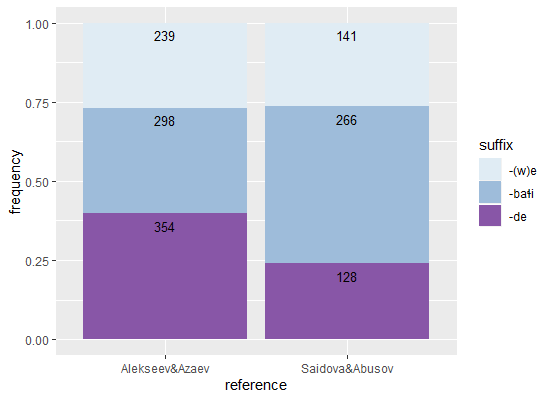 1.00
0.75
0.50
0.25
0.00
frequency
239
141
298
266
354
128
Alekseev&Azaev
Saidova&Abusov
reference
suffix
-(w)e
-baɬi
-de